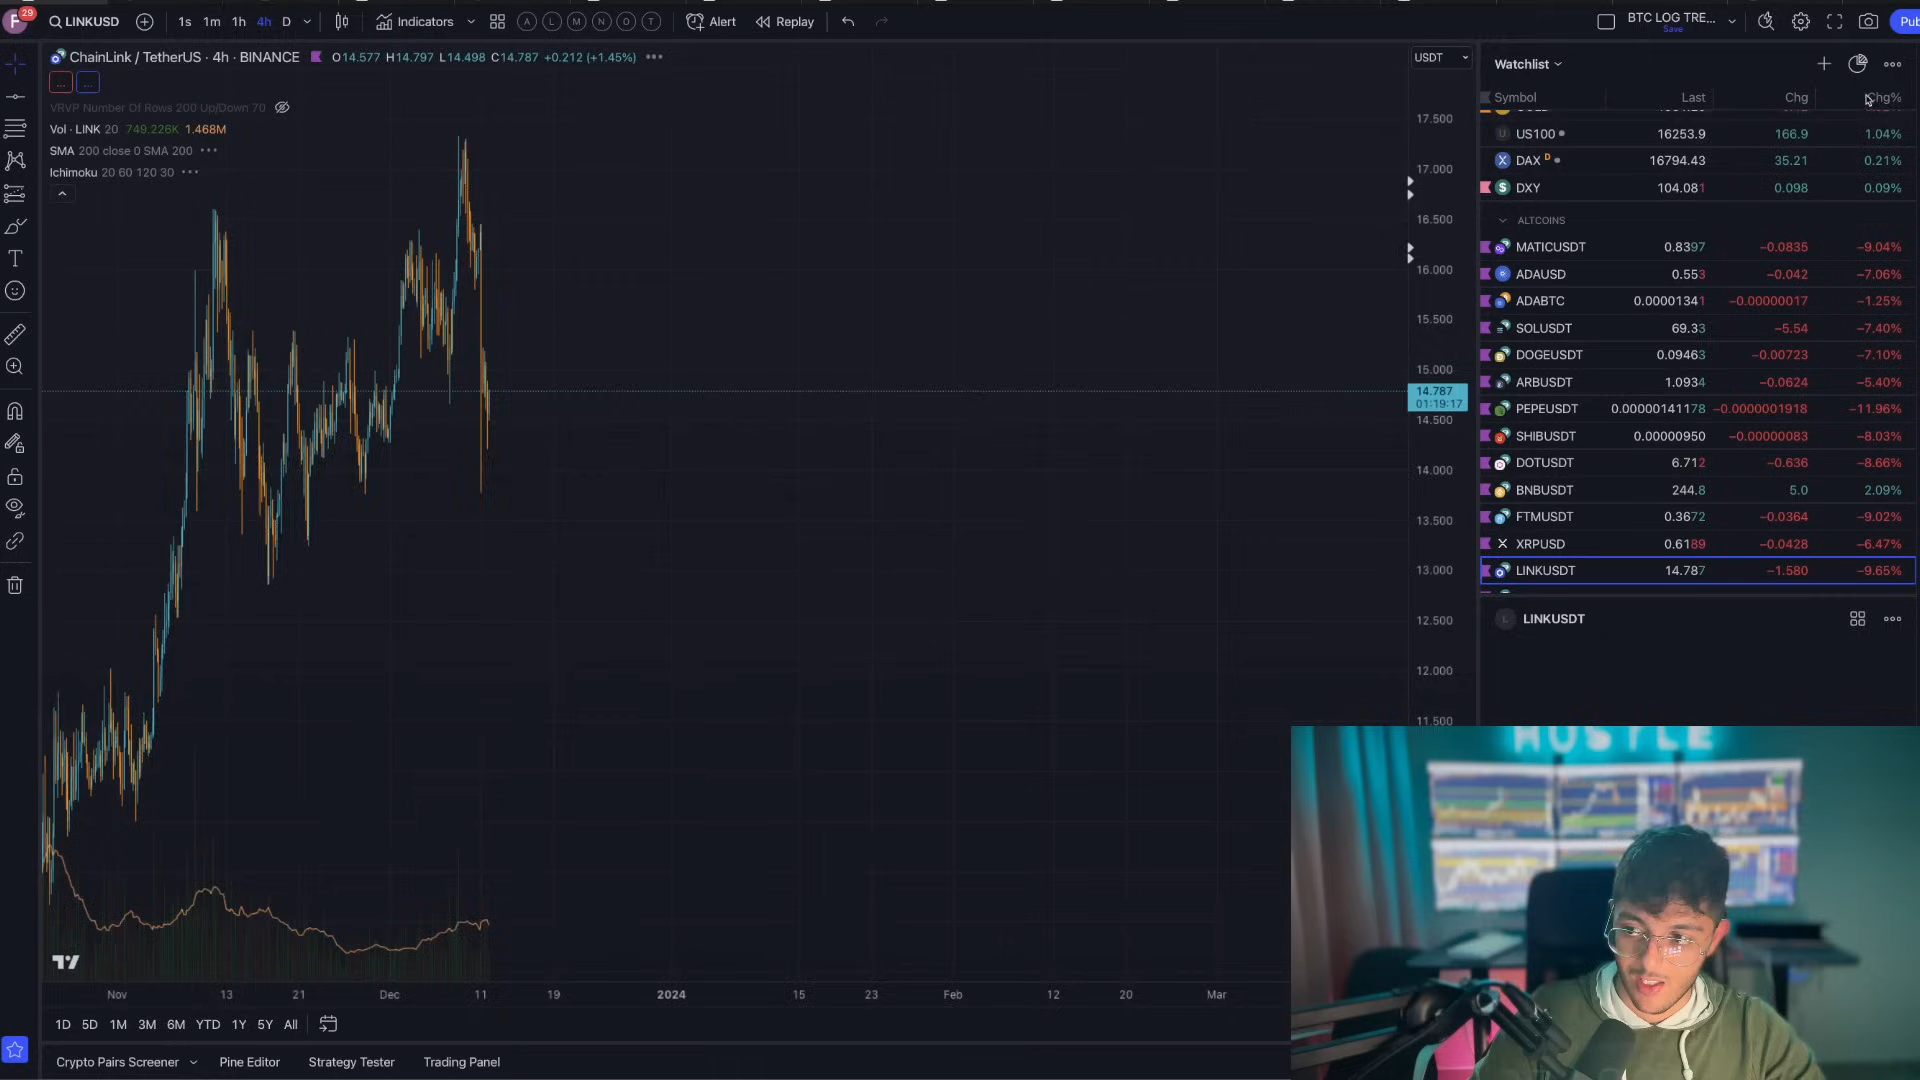 29
LINKUSD
1s 1m 1h 4h D
Indicators
A L M N O T
Alert
Replay
BTC LOG TRE...
Save
Pub
ChainLink / TetherUS · 4h · BINANCE
O14.577 H14.797 L14.498 C14.787 +0.212 (+1.45%)
USDT
VRVP Number Of Rows 200 Up/Down 70
Vol · LINK 20 749.226K 1.468M
SMA 200 close 0 SMA 200
Ichimoku 20 60 120 30
17.500
17.000
16.500
16.000
15.500
15.000
14.787
01:19:17
14.500
14.000
13.500
13.000
12.500
12.000
11.500
Nov 13 21 Dec 11 19 2024 15 23 Feb 12 20 Mar
1D 5D 1M 3M 6M YTD 1Y 5Y All
Crypto Pairs Screener Pine Editor Strategy Tester Trading Panel
Watchlist
Symbol Last Chg Chg%
US100 16253.9 166.9 1.04%
DAX D 16794.43 35.21 0.21%
DXY 104.081 0.098 0.09%
ALTCOINS
MATICUSDT 0.8397 −0.0835 −9.04%
ADAUSD 0.553 −0.042 −7.06%
ADABTC 0.00001341 −0.00000017 −1.25%
SOLUSDT 69.33 −5.54 −7.40%
DOGEUSDT 0.09463 −0.00723 −7.10%
ARBUSDT 1.0934 −0.0624 −5.40%
PEPEUSDT 0.00000141178 −0.0000001918 −11.96%
SHIBUSDT 0.00000950 −0.00000083 −8.03%
DOTUSDT 6.712 −0.636 −8.66%
BNBUSDT 244.8 5.0 2.09%
FTMUSDT 0.3672 −0.0364 −9.02%
XRPUSD 0.6189 −0.0428 −6.47%
LINKUSDT 14.787 −1.580 −9.65%
LINKUSDT
HUSTLE